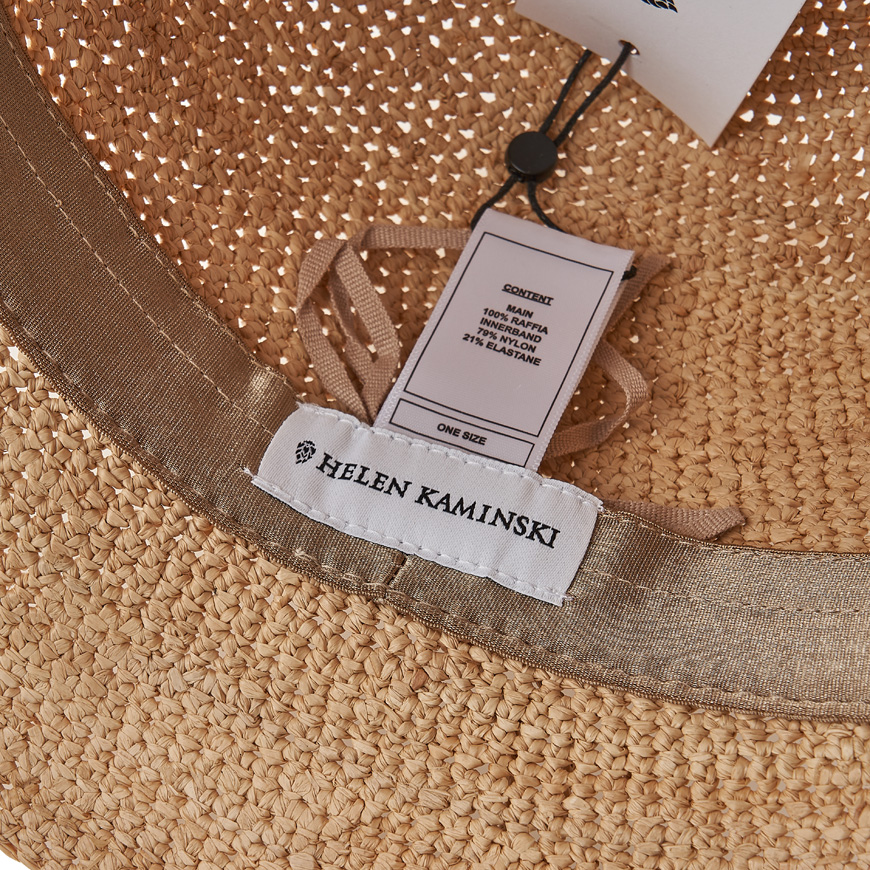 CONTENT
MAIN
100% RAFFIA
INNERBAND
79% NYLON
21% ELASTANE
ONE SIZE
HELEN KAMINSKI